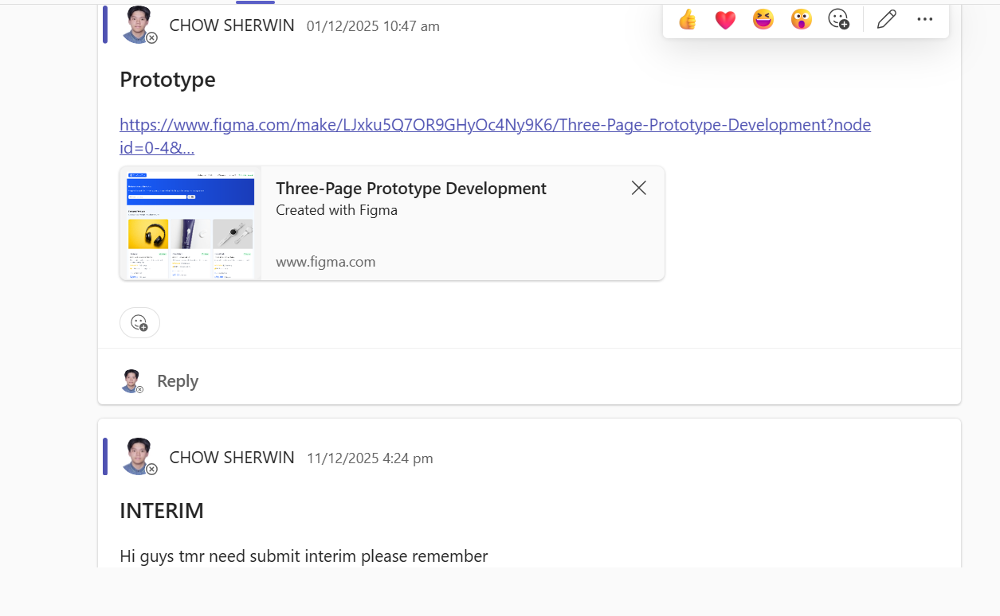 CHOW SHERWIN 01/12/2025 10:47 am
Prototype
https://www.figma.com/make/LJxku5Q7OR9GHyOc4Ny9K6/Three-Page-Prototype-Development?node
id=0-4&...
Three-Page Prototype Development
Created with Figma
www.figma.com
Reply
CHOW SHERWIN 11/12/2025 4:24 pm
INTERIM
Hi guys tmr need submit interim please remember